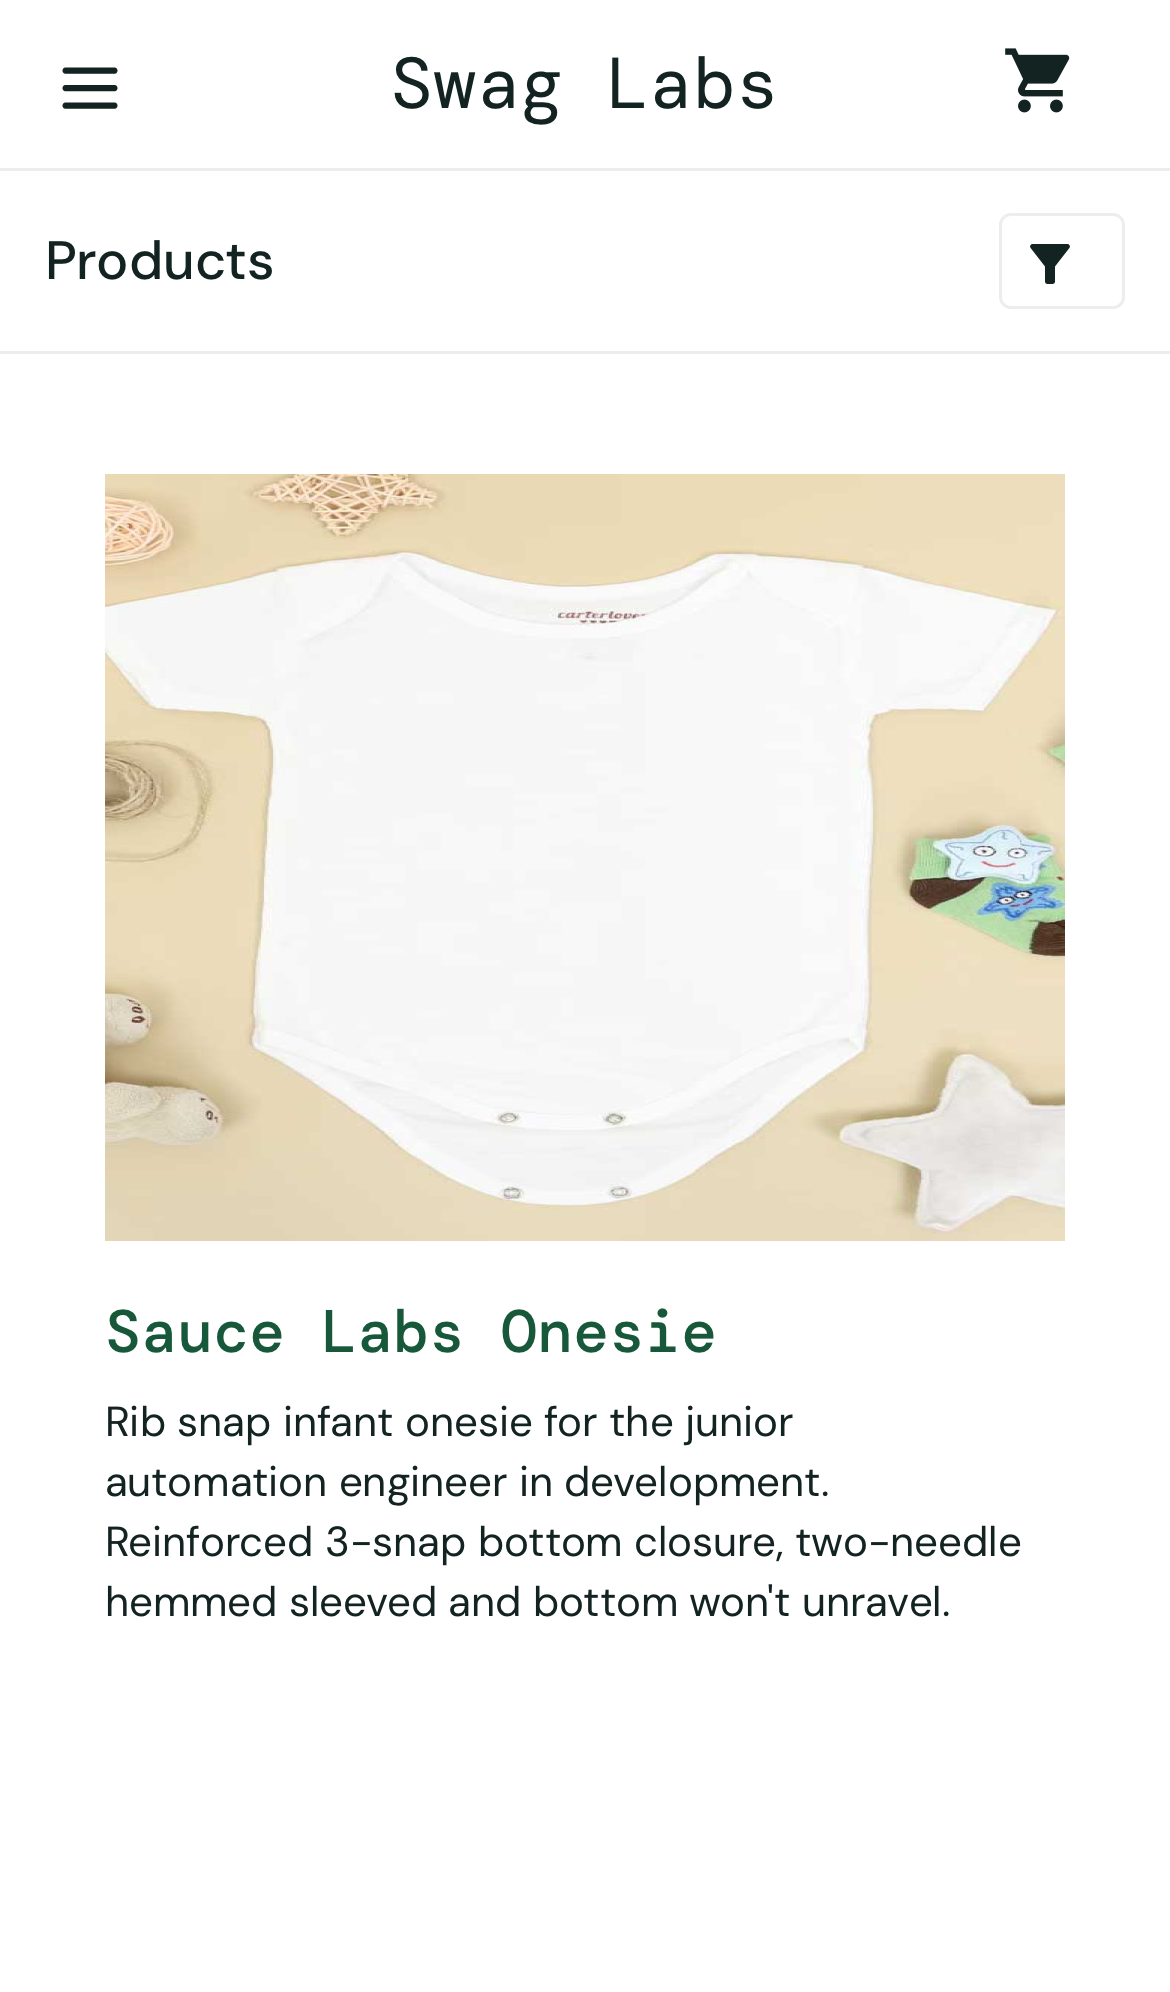 Swag Labs
Products
carterlove
Sauce Labs Onesie
Rib snap infant onesie for the junior
automation engineer in development.
Reinforced 3-snap bottom closure, two-needle
hemmed sleeved and bottom won't unravel.